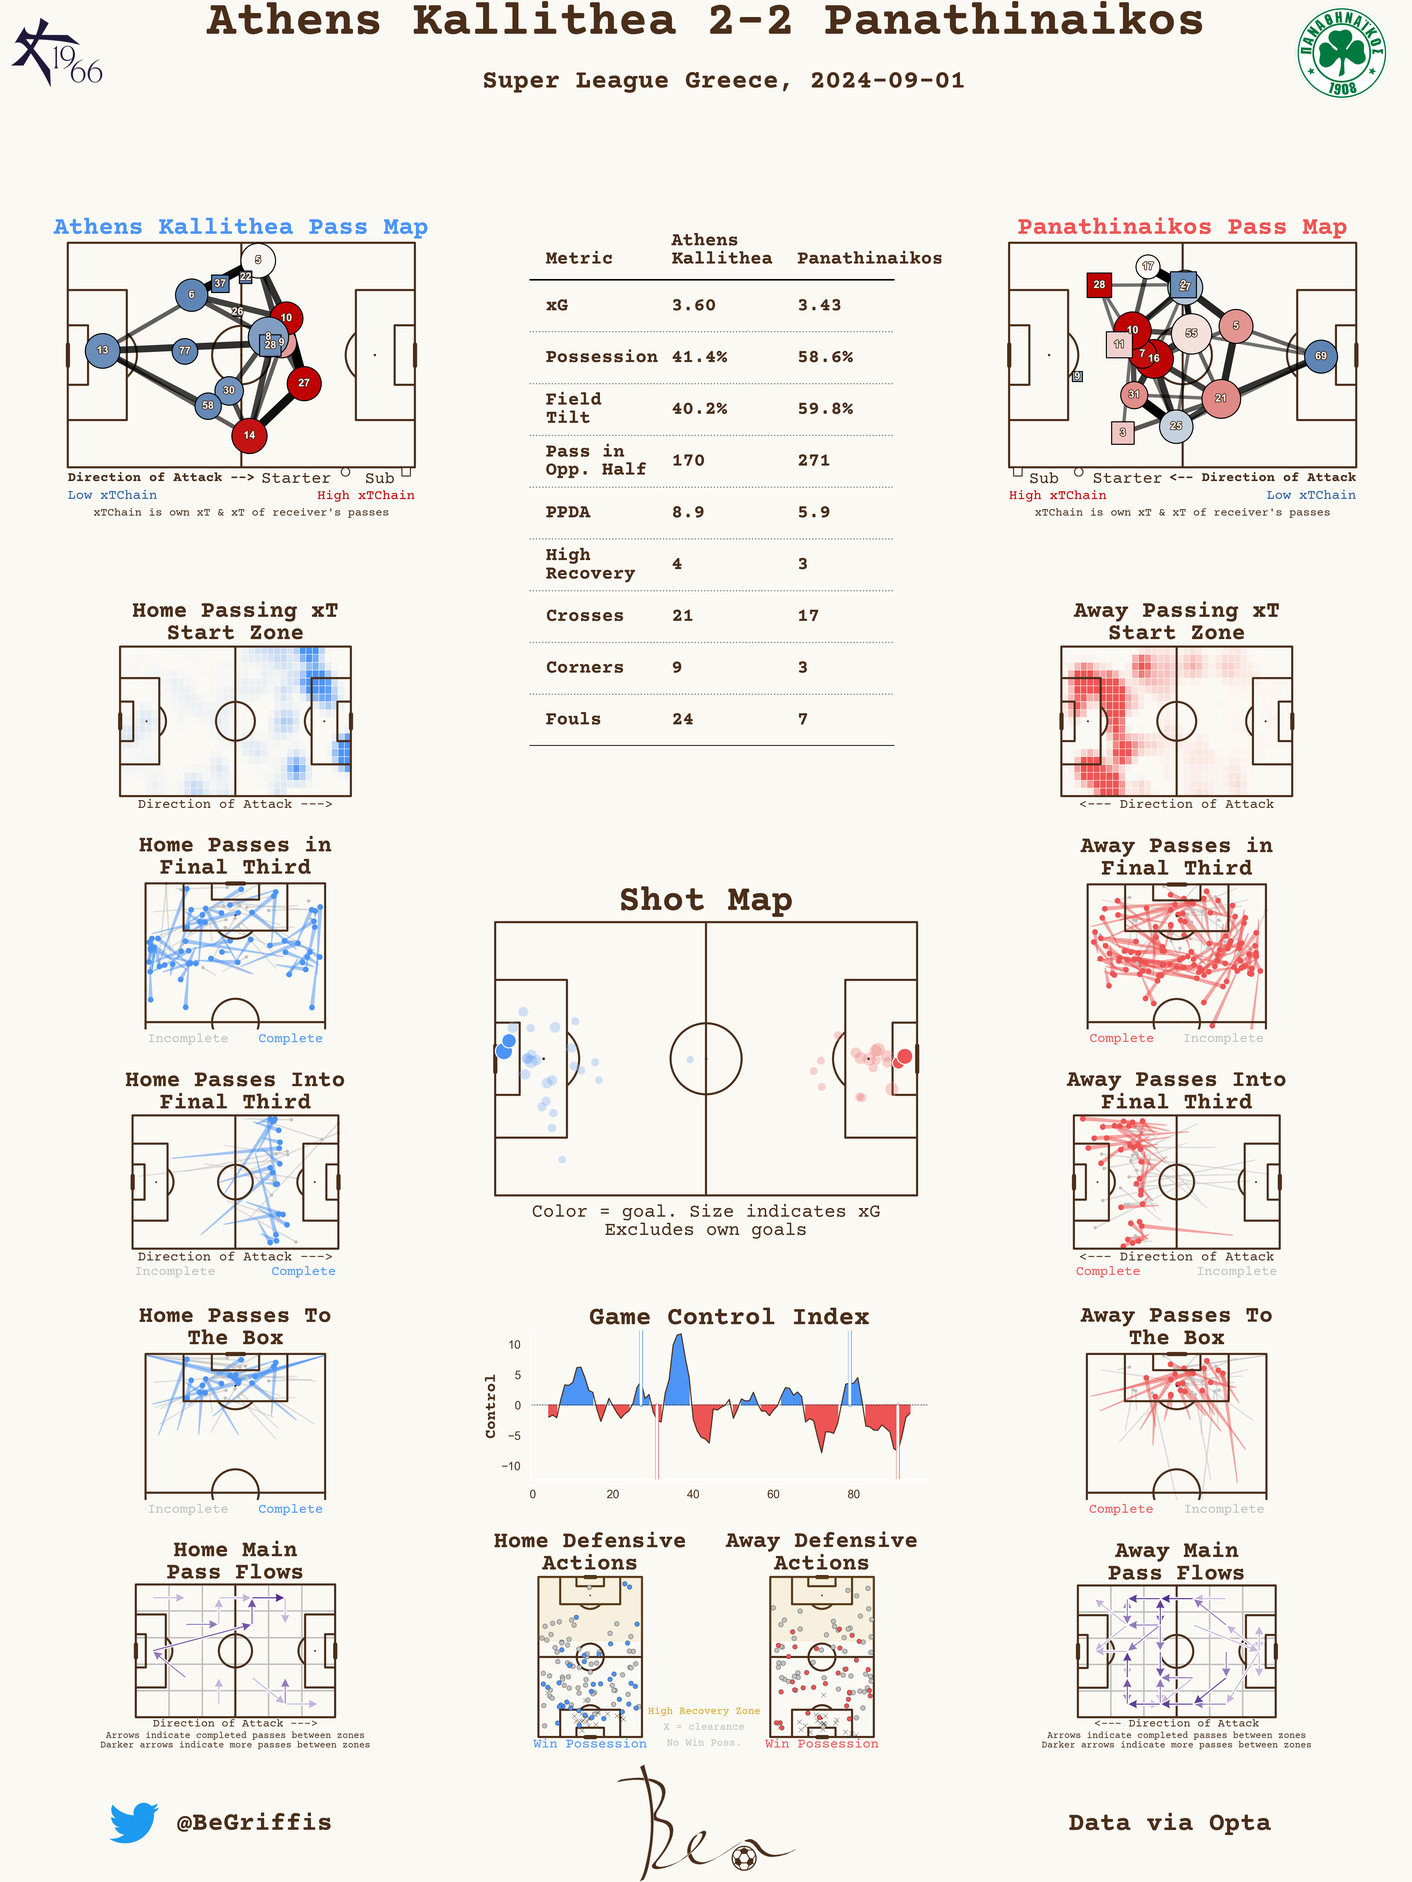 Athens Kallithea 2-2 Panathinaikos
Super League Greece, 2024-09-01
1966
ΠΑΝΑΘΗΝΑΪΚΟΣ
1908
Athens Kallithea Pass Map
5
37
22
6
26
10
8
9
28
13
77
27
30
58
14
Direction of Attack --> Starter Sub
Low xTChain High xTChain
xTChain is own xT & xT of receiver's passes
Metric Athens Kallithea Panathinaikos
xG 3.60 3.43
Possession 41.4% 58.6%
Field Tilt 40.2% 59.8%
Pass in Opp. Half 170 271
PPDA 8.9 5.9
High Recovery 4 3
Crosses 21 17
Corners 9 3
Fouls 24 7
Panathinaikos Pass Map
17
28
2
10
55
5
11
7
16
69
9
31
21
3
25
Sub Starter <-- Direction of Attack
High xTChain Low xTChain
xTChain is own xT & xT of receiver's passes
Home Passing xT
Start Zone
Direction of Attack --->
Away Passing xT
Start Zone
<--- Direction of Attack
Home Passes in
Final Third
Incomplete Complete
Shot Map
Color = goal. Size indicates xG
Excludes own goals
Away Passes in
Final Third
Complete Incomplete
Home Passes Into
Final Third
Direction of Attack --->
Incomplete Complete
Away Passes Into
Final Third
<--- Direction of Attack
Complete Incomplete
Home Passes To
The Box
Incomplete Complete
Game Control Index
Control
10
5
0
−5
−10
0 20 40 60 80
Away Passes To
The Box
Complete Incomplete
Home Main
Pass Flows
Direction of Attack --->
Arrows indicate completed passes between zones
Darker arrows indicate more passes between zones
Home Defensive
Actions
Win Possession
High Recovery Zone
X = clearance
No Win Poss.
Away Defensive
Actions
Win Possession
Away Main
Pass Flows
<--- Direction of Attack
Arrows indicate completed passes between zones
Darker arrows indicate more passes between zones
@BeGriffis
Ben
Data via Opta